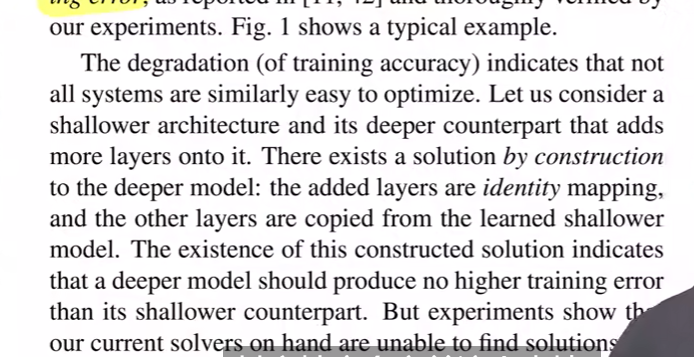 ing error, as reported in [11, 42] and thoroughly verified by
our experiments. Fig. 1 shows a typical example.
The degradation (of training accuracy) indicates that not
all systems are similarly easy to optimize. Let us consider a
shallower architecture and its deeper counterpart that adds
more layers onto it. There exists a solution by construction
to the deeper model: the added layers are identity mapping,
and the other layers are copied from the learned shallower
model. The existence of this constructed solution indicates
that a deeper model should produce no higher training error
than its shallower counterpart. But experiments show
our current solvers on hand are unable to find solutions